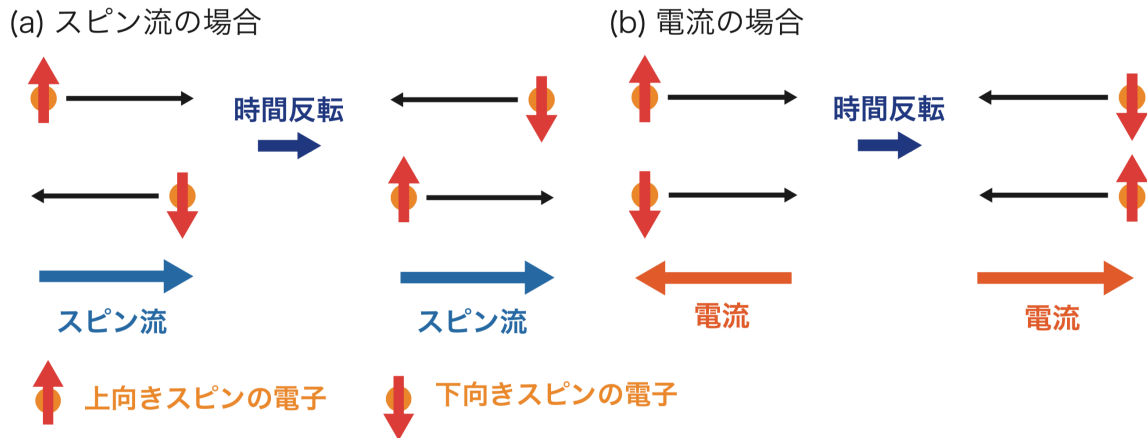 (a) スピン流の場合
(b) 電流の場合
時間反転
時間反転
スピン流
スピン流
電流
電流
上向きスピンの電子
下向きスピンの電子